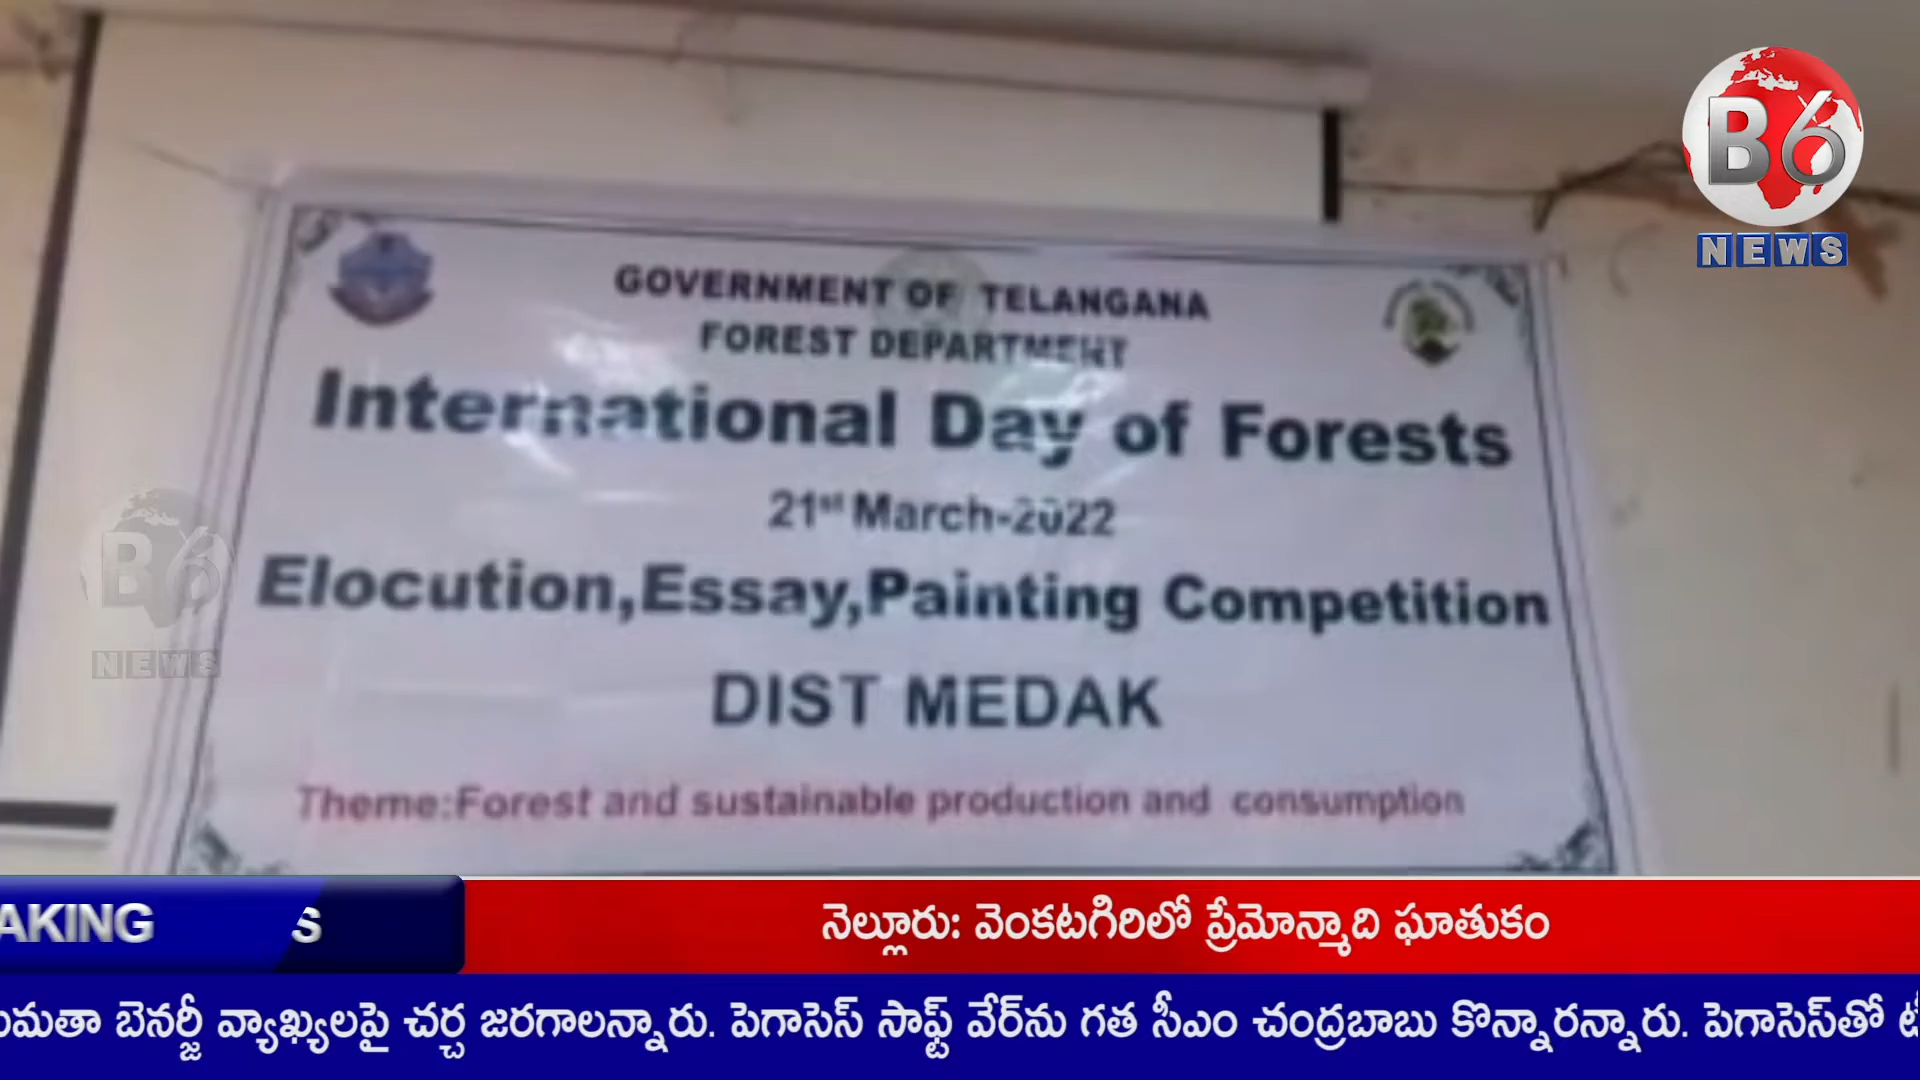 B6
NEWS
GOVERNMENT OF TELANGANA
FOREST DEPARTMENT
International Day of Forests
21st March-2022
Elocution,Essay,Painting Competition
DIST MEDAK
Theme:Forest and sustainable production and consumption
B6
NEWS
AKING S
నెల్లూరు: వెంకటగిరిలో ప్రేమోన్మాది ఘాతుకం
మమతా బెనర్జీ వ్యాఖ్యలపై చర్చ జరగాలన్నారు. పెగాసెస్ సాఫ్ట్ వేర్‌ను గత సీఎం చంద్రబాబు కొన్నారన్నారు. పెగాసెస్‌తో